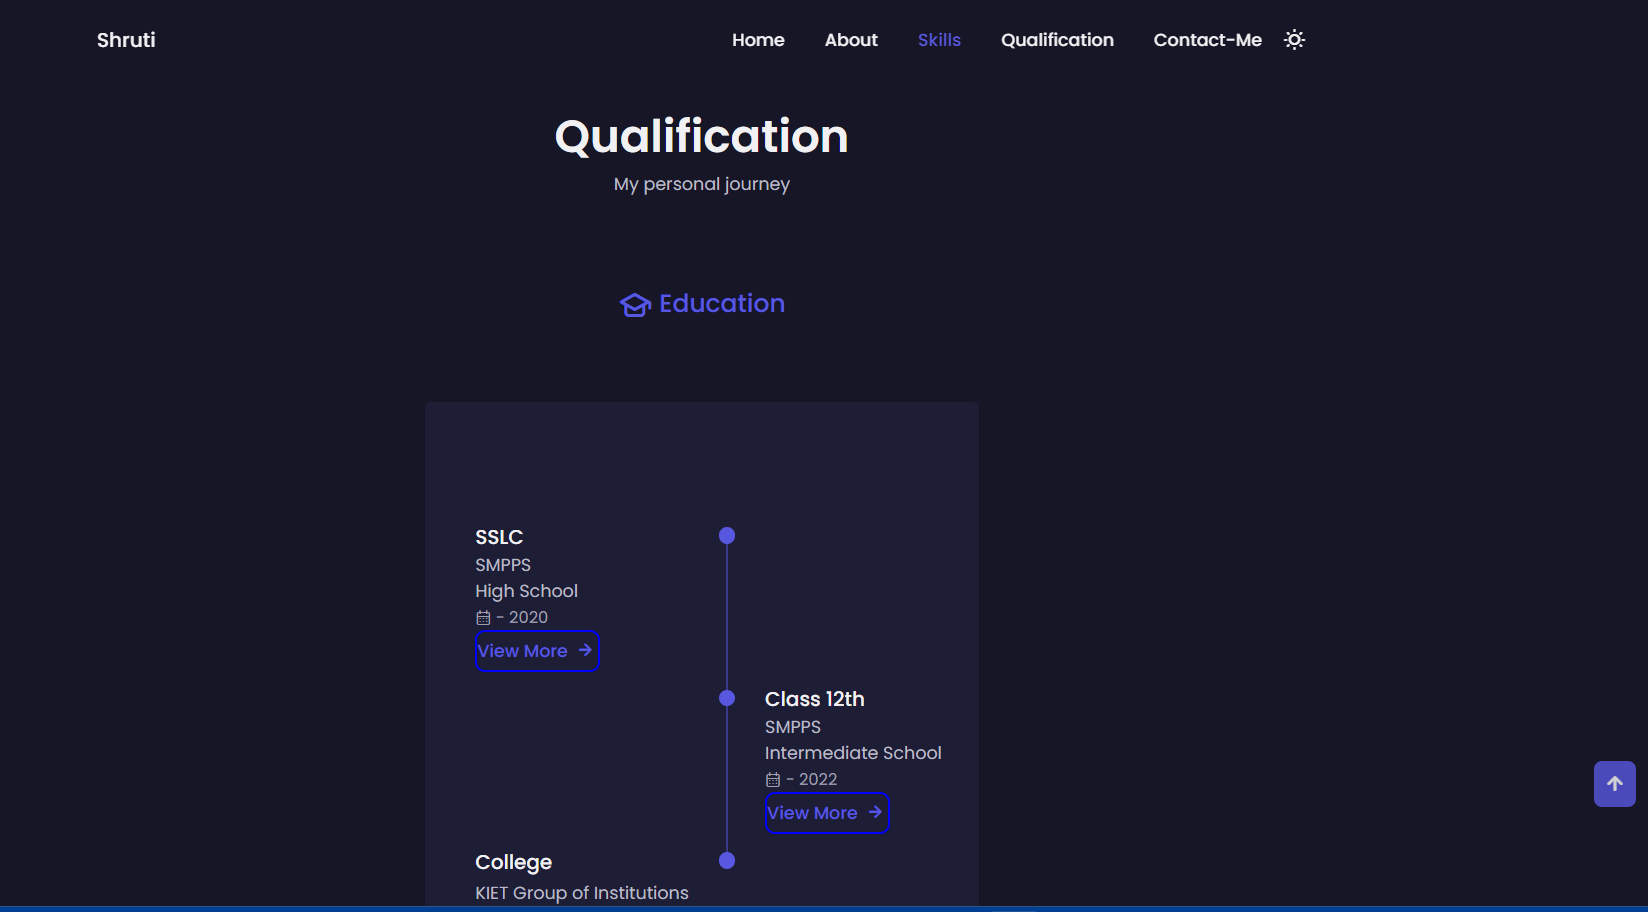 Shruti
Home About Skills Qualification Contact-Me
Qualification
My personal journey
Education
SSLC
SMPPS
High School
- 2020
View More
Class 12th
SMPPS
Intermediate School
- 2022
View More
College
KIET Group of Institutions